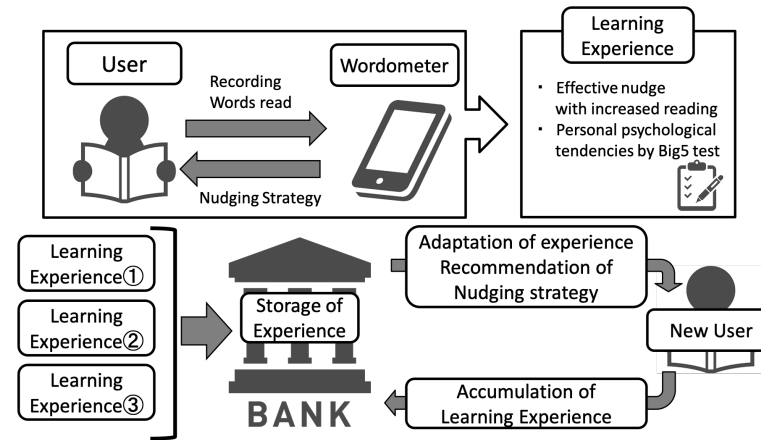 User
Recording
Words read
Nudging Strategy
Wordometer
Learning
Experience
・ Effective nudge
with increased reading
・ Personal psychological
tendencies by Big5 test
Learning
Experience①
Learning
Experience②
Learning
Experience③
Storage of
Experience
BANK
Adaptation of experience
Recommendation of
Nudging strategy
New User
Accumulation of
Learning Experience